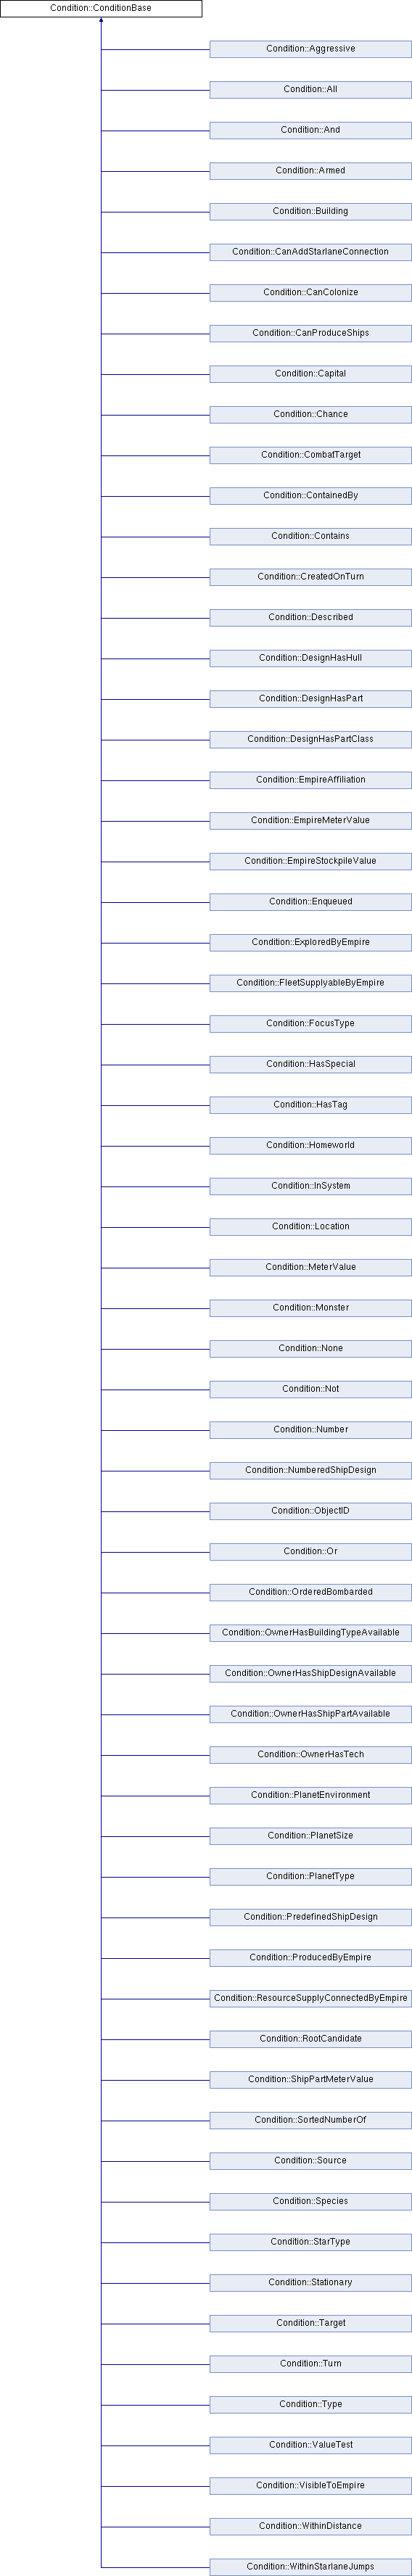 Condition::ConditionBase
Condition::Aggressive
Condition::All
Condition::And
Condition::Armed
Condition::Building
Condition::CanAddStarlaneConnection
Condition::CanColonize
Condition::CanProduceShips
Condition::Capital
Condition::Chance
Condition::CombatTarget
Condition::ContainedBy
Condition::Contains
Condition::CreatedOnTurn
Condition::Described
Condition::DesignHasHull
Condition::DesignHasPart
Condition::DesignHasPartClass
Condition::EmpireAffiliation
Condition::EmpireMeterValue
Condition::EmpireStockpileValue
Condition::Enqueued
Condition::ExploredByEmpire
Condition::FleetSupplyableByEmpire
Condition::FocusType
Condition::HasSpecial
Condition::HasTag
Condition::Homeworld
Condition::InSystem
Condition::Location
Condition::MeterValue
Condition::Monster
Condition::None
Condition::Not
Condition::Number
Condition::NumberedShipDesign
Condition::ObjectID
Condition::Or
Condition::OrderedBombarded
Condition::OwnerHasBuildingTypeAvailable
Condition::OwnerHasShipDesignAvailable
Condition::OwnerHasShipPartAvailable
Condition::OwnerHasTech
Condition::PlanetEnvironment
Condition::PlanetSize
Condition::PlanetType
Condition::PredefinedShipDesign
Condition::ProducedByEmpire
Condition::ResourceSupplyConnectedByEmpire
Condition::RootCandidate
Condition::ShipPartMeterValue
Condition::SortedNumberOf
Condition::Source
Condition::Species
Condition::StarType
Condition::Stationary
Condition::Target
Condition::Turn
Condition::Type
Condition::ValueTest
Condition::VisibleToEmpire
Condition::WithinDistance
Condition::WithinStarlaneJumps